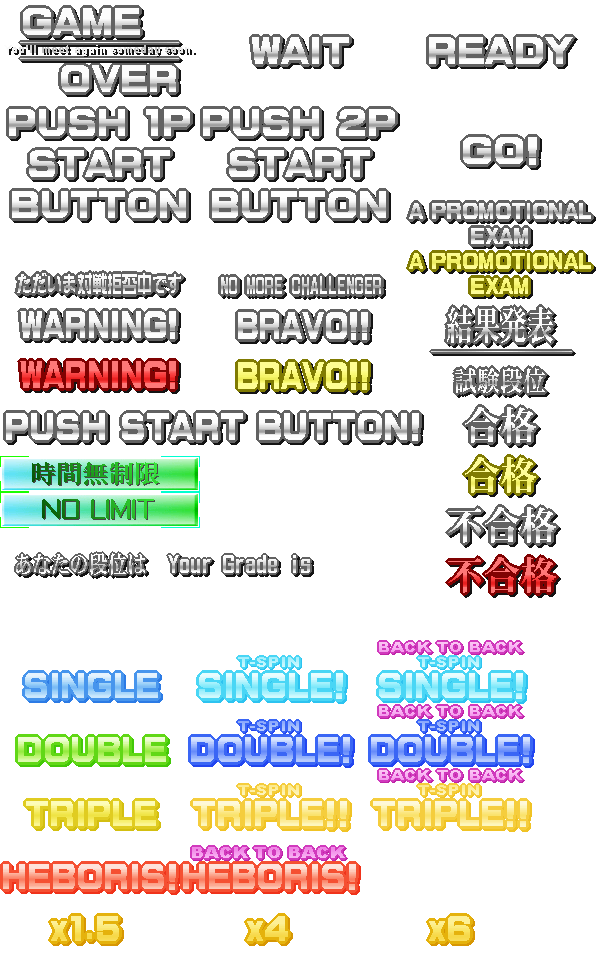 GAME
You'll meet again someday soon.
OVER
WAIT
READY
PUSH 1P
START
BUTTON
PUSH 2P
START
BUTTON
GO!
A PROMOTIONAL
EXAM
A PROMOTIONAL
EXAM
ただいま対戦拒否中です
NO MORE CHALLENGER
WARNING!
BRAVO!!
結果発表
WARNING!
BRAVO!!
試験段位
PUSH START BUTTON!
合格
時間無制限
合格
NO LIMIT
不合格
あなたの段位は Your Grade is
不合格
SINGLE
T-SPIN
SINGLE!
BACK TO BACK
T-SPIN
SINGLE!
DOUBLE
T-SPIN
DOUBLE!
BACK TO BACK
T-SPIN
DOUBLE!
TRIPLE
T-SPIN
TRIPLE!!
BACK TO BACK
T-SPIN
TRIPLE!!
HEBORIS!
BACK TO BACK
HEBORIS!
x1.5
x4
x6